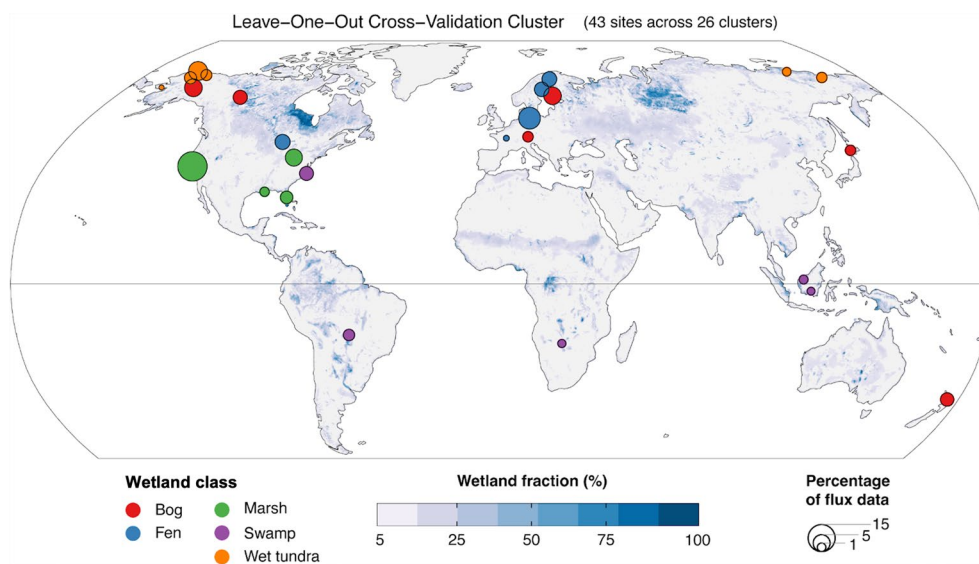 Leave−One−Out Cross−Validation Cluster (43 sites across 26 clusters)
Wetland class
Bog
Fen
Marsh
Swamp
Wet tundra
Wetland fraction (%)
5 25 50 75 100
Percentage
of flux data
15
5
1